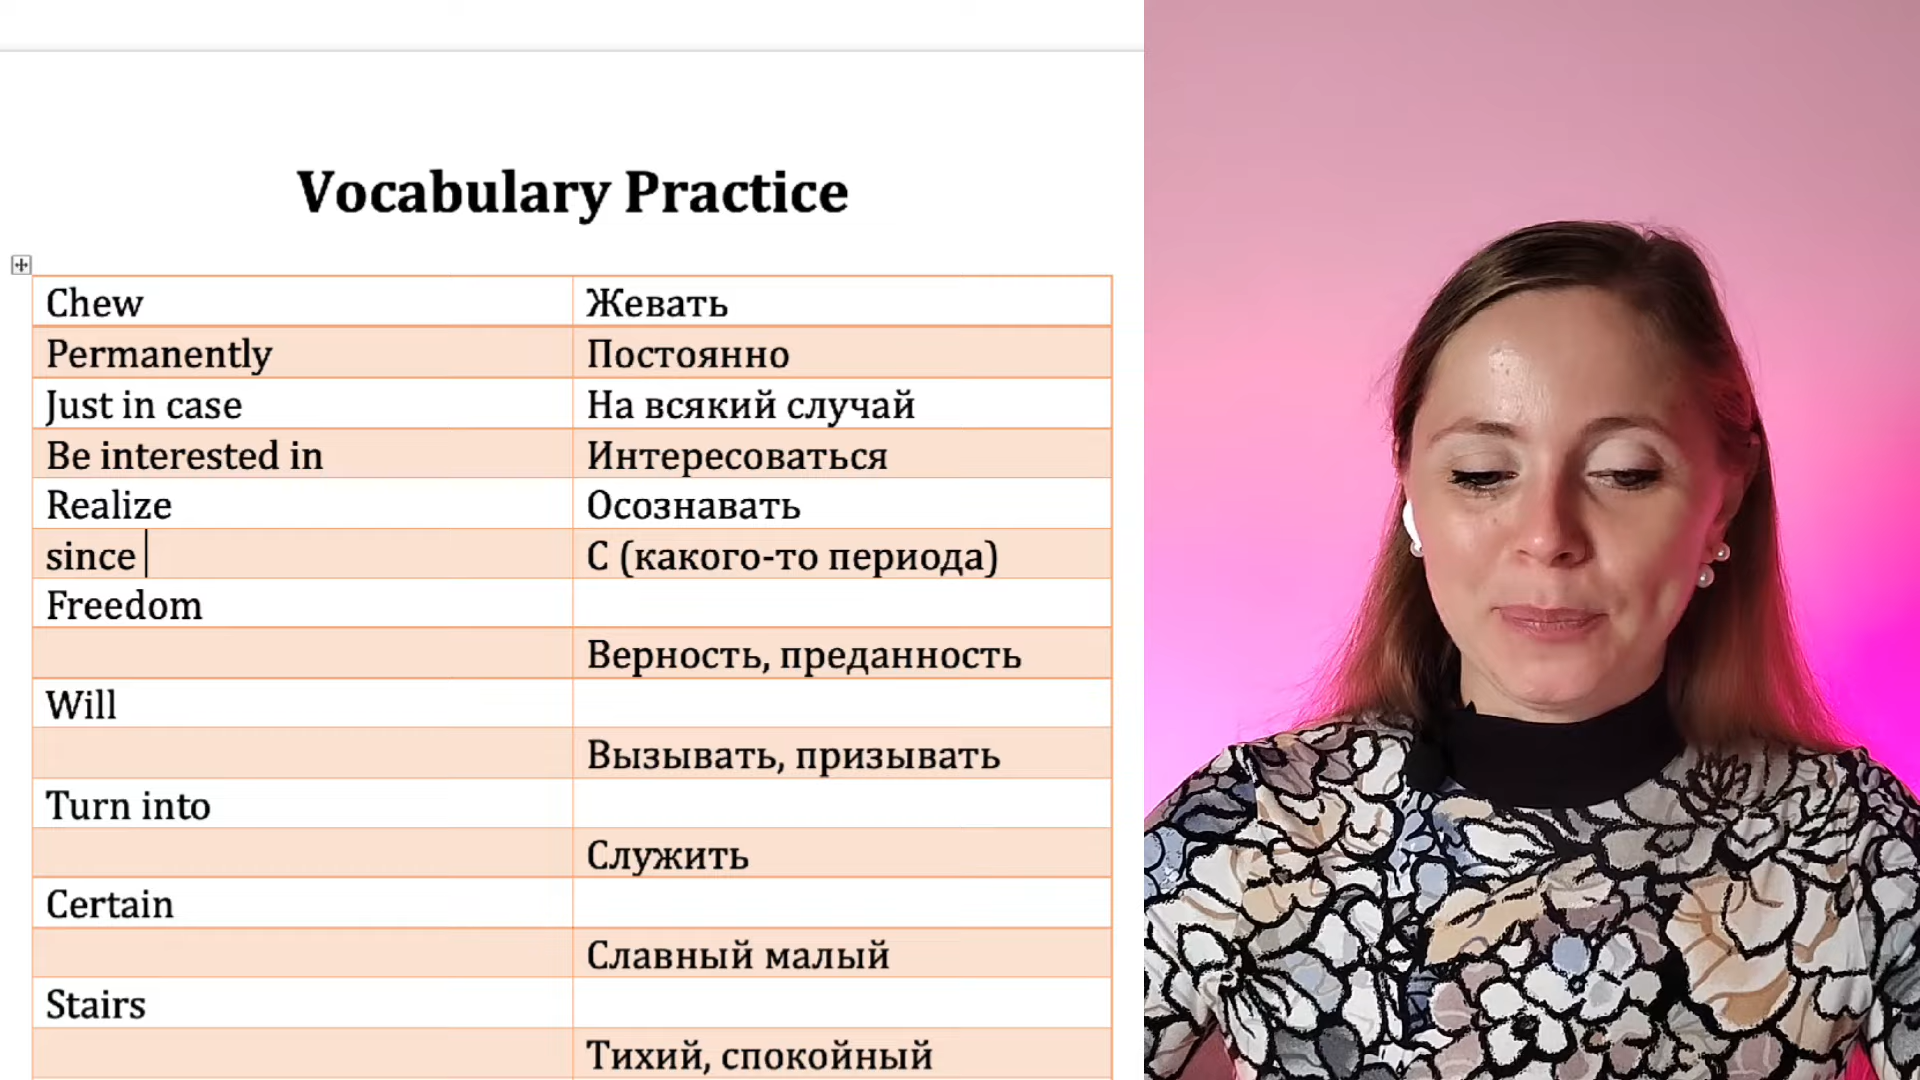 Vocabulary Practice
Chew Жевать
Permanently Постоянно
Just in case На всякий случай
Be interested in Интересоваться
Realize Осознавать
since С (какого-то периода)
Freedom
Верность, преданность
Will
Вызывать, призывать
Turn into
Служить
Certain
Славный малый
Stairs
Тихий, спокойный